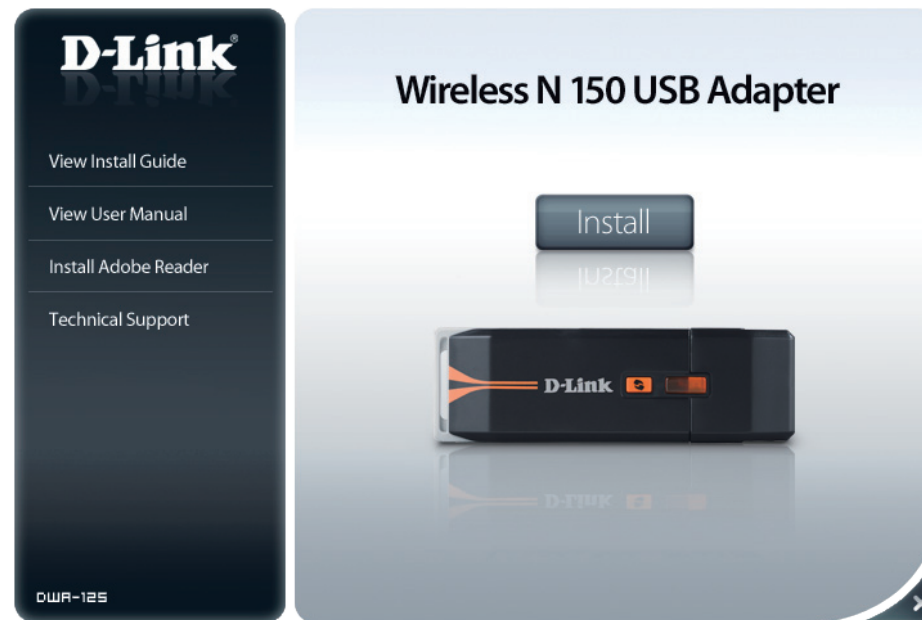 D-Link®
View Install Guide
View User Manual
Install Adobe Reader
Technical Support
DWA-125
Wireless N 150 USB Adapter
Install
D-Link